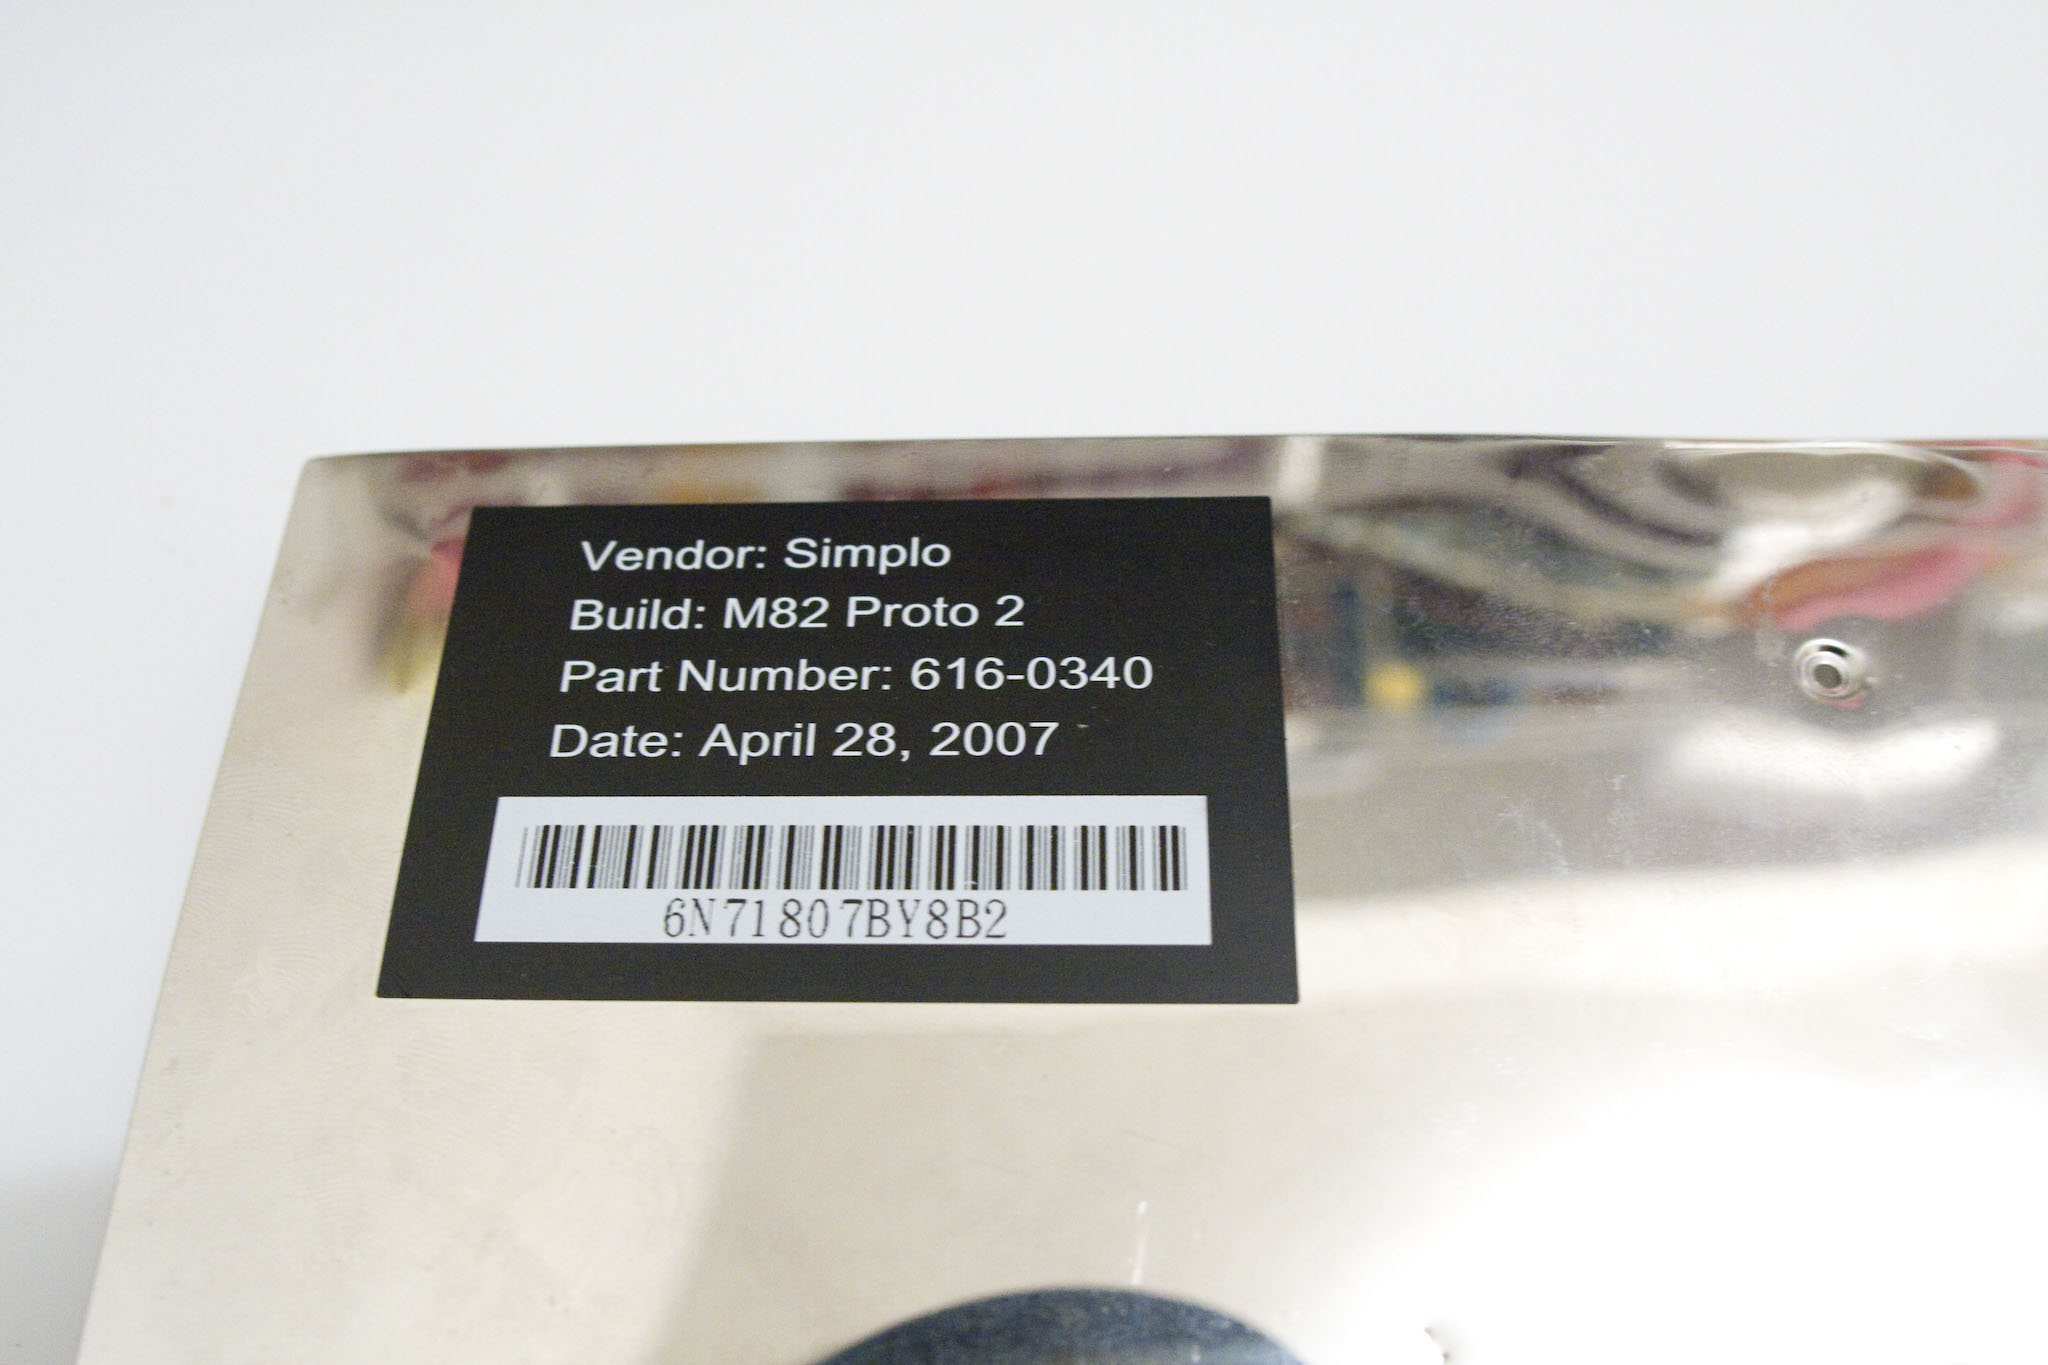 Vendor: Simplo
Build: M82 Proto 2
Part Number: 616-0340
Date: April 28, 2007
6N71807BY8B2